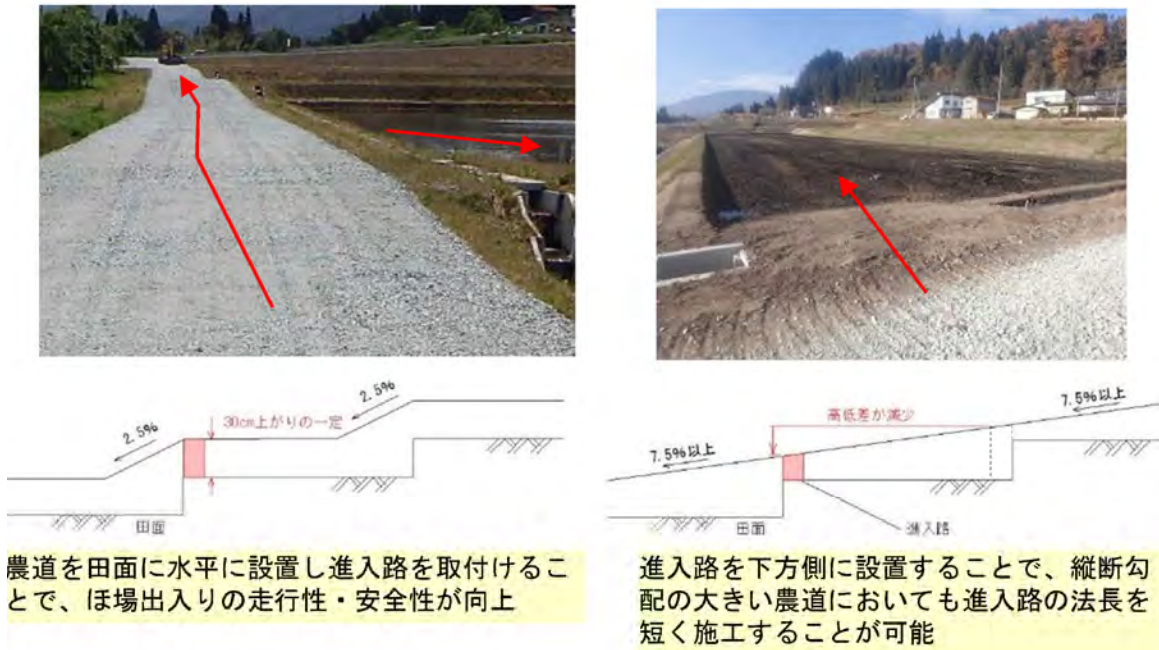 2.5%
30cm上がりの一定
2.5%
田面
農道を田面に水平に設置し進入路を取付けるこ
とで、ほ場出入りの走行性・安全性が向上
7.5%以上
高低差が減少
7.5%以上
田面
進入路
進入路を下方側に設置することで、縦断勾
配の大きい農道においても進入路の法長を
短く施工することが可能